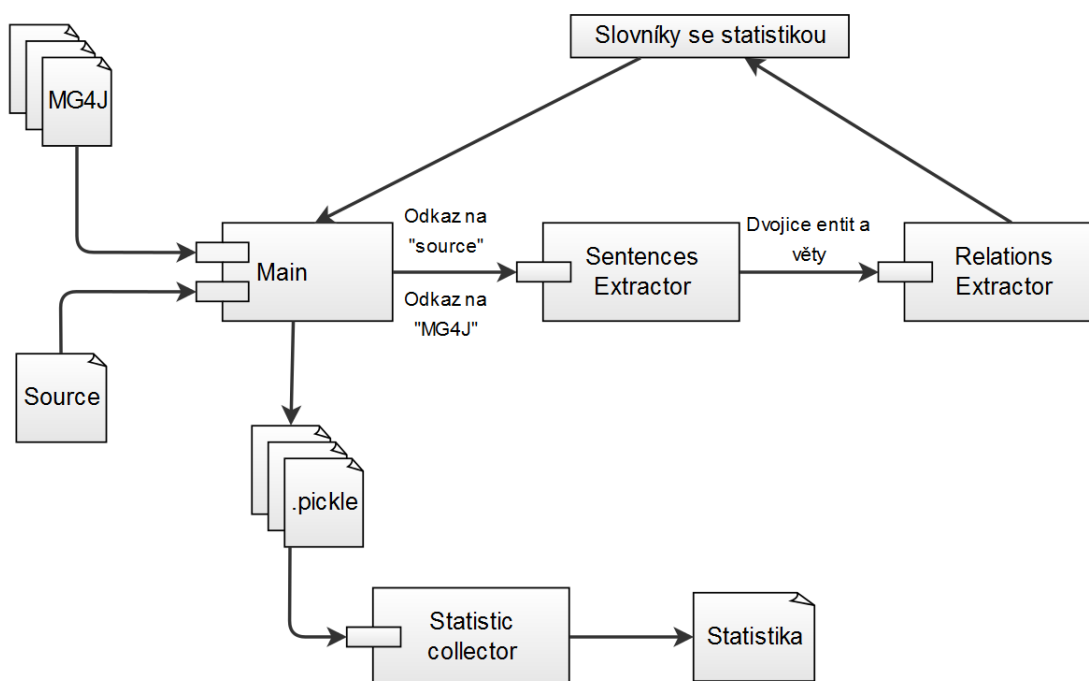 Slovníky se statistikou
MG4J
Main
Odkaz na
"source"
Odkaz na
"MG4J"
Sentences
Extractor
Dvojice entit a
věty
Relations
Extractor
Source
.pickle
Statistic
collector
Statistika